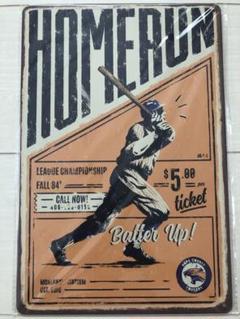 HOMERUN
LEAGUE CHAMPIONSHIP
FALL 84'
CALL NOW!
$5.00
ticket
Batter Up!